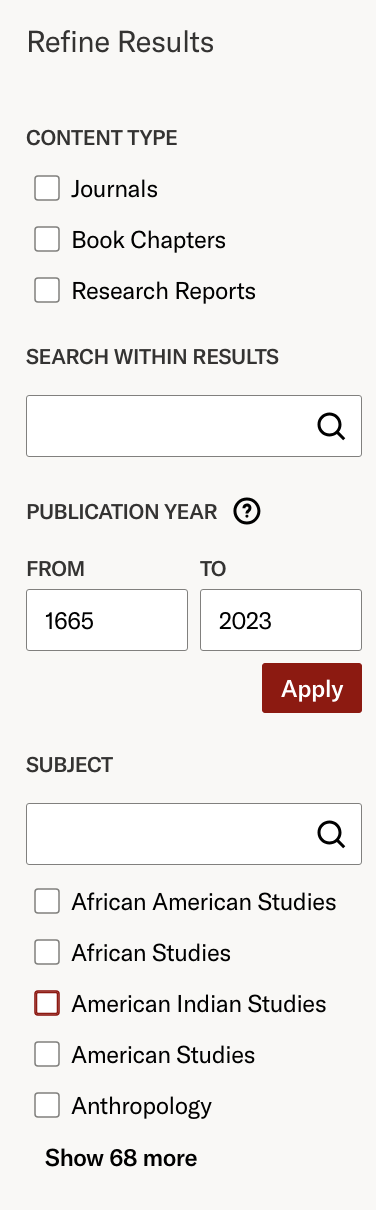 Refine Results
CONTENT TYPE
Journals
Book Chapters
Research Reports
SEARCH WITHIN RESULTS
PUBLICATION YEAR ?
FROM TO
1665 2023
Apply
SUBJECT
African American Studies
African Studies
American Indian Studies
American Studies
Anthropology
Show 68 more